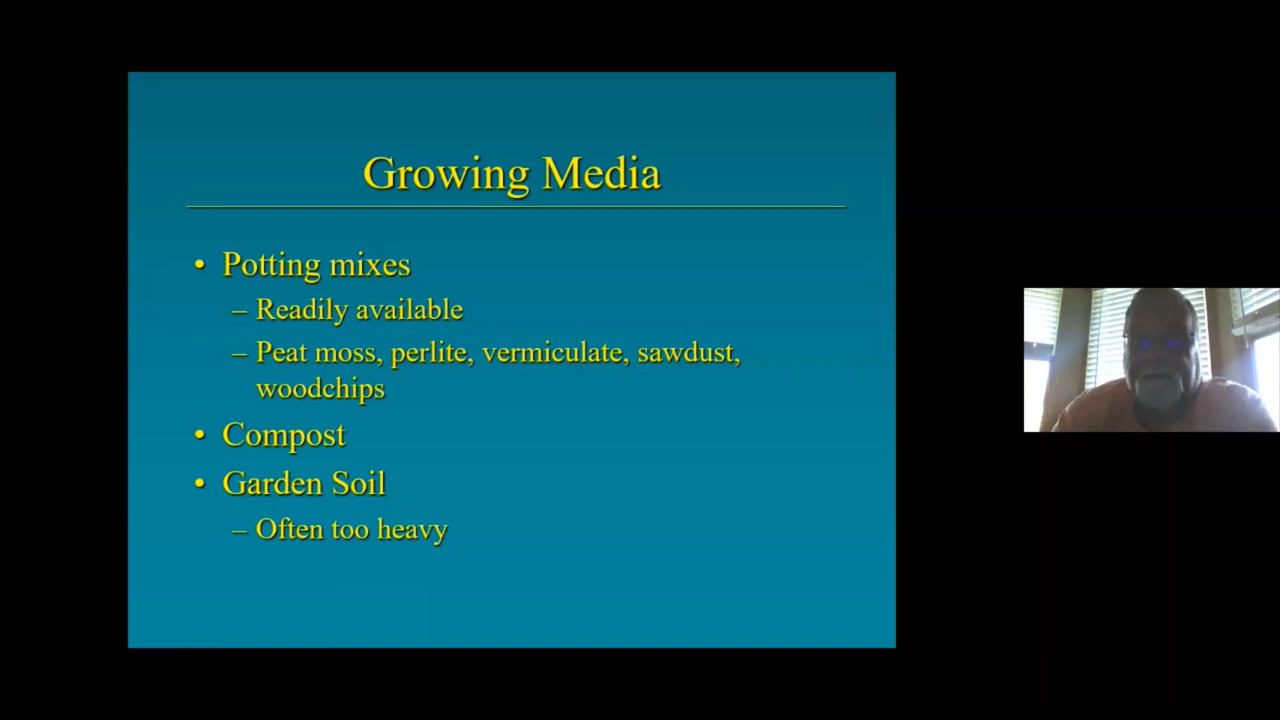 Growing Media
• Potting mixes
– Readily available
– Peat moss, perlite, vermiculate, sawdust,
woodchips
• Compost
• Garden Soil
– Often too heavy